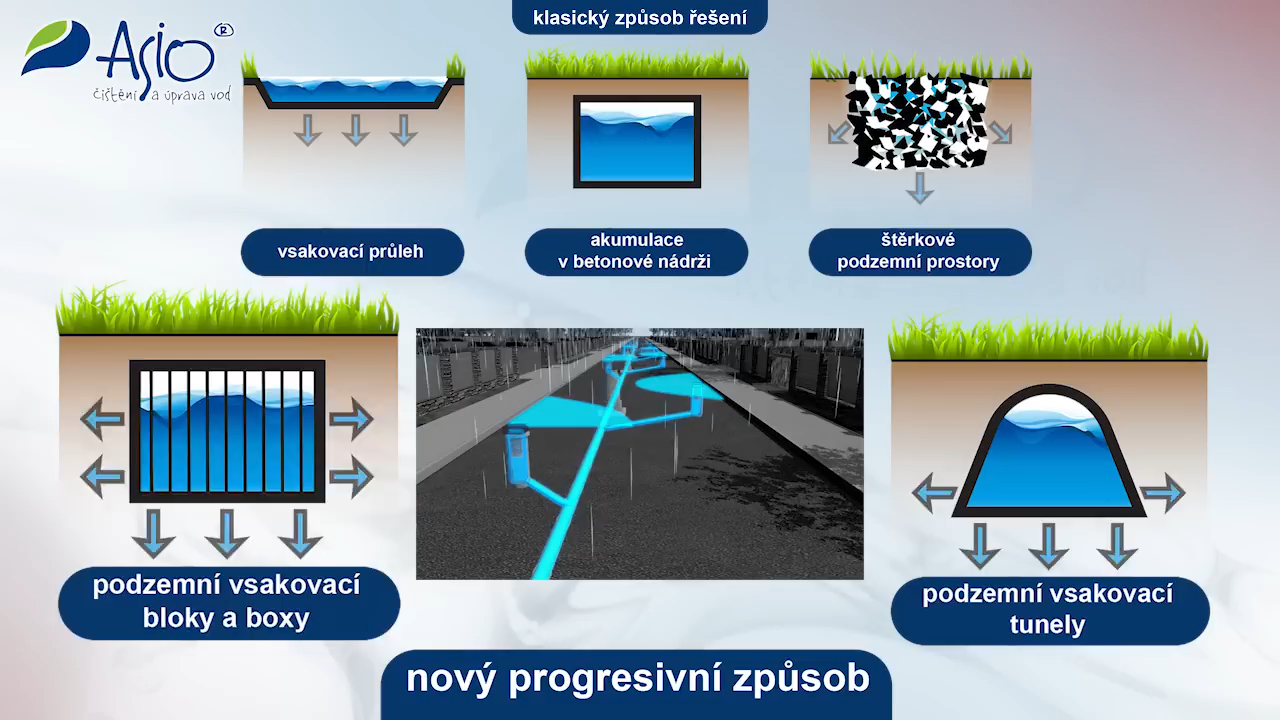 klasický způsob řešení
Asio ®
čištění a úprava vod
vsakovací průleh
akumulace
v betonové nádrži
štěrkové
podzemní prostory
podzemní vsakovací
bloky a boxy
podzemní vsakovací
tunely
nový progresivní způsob